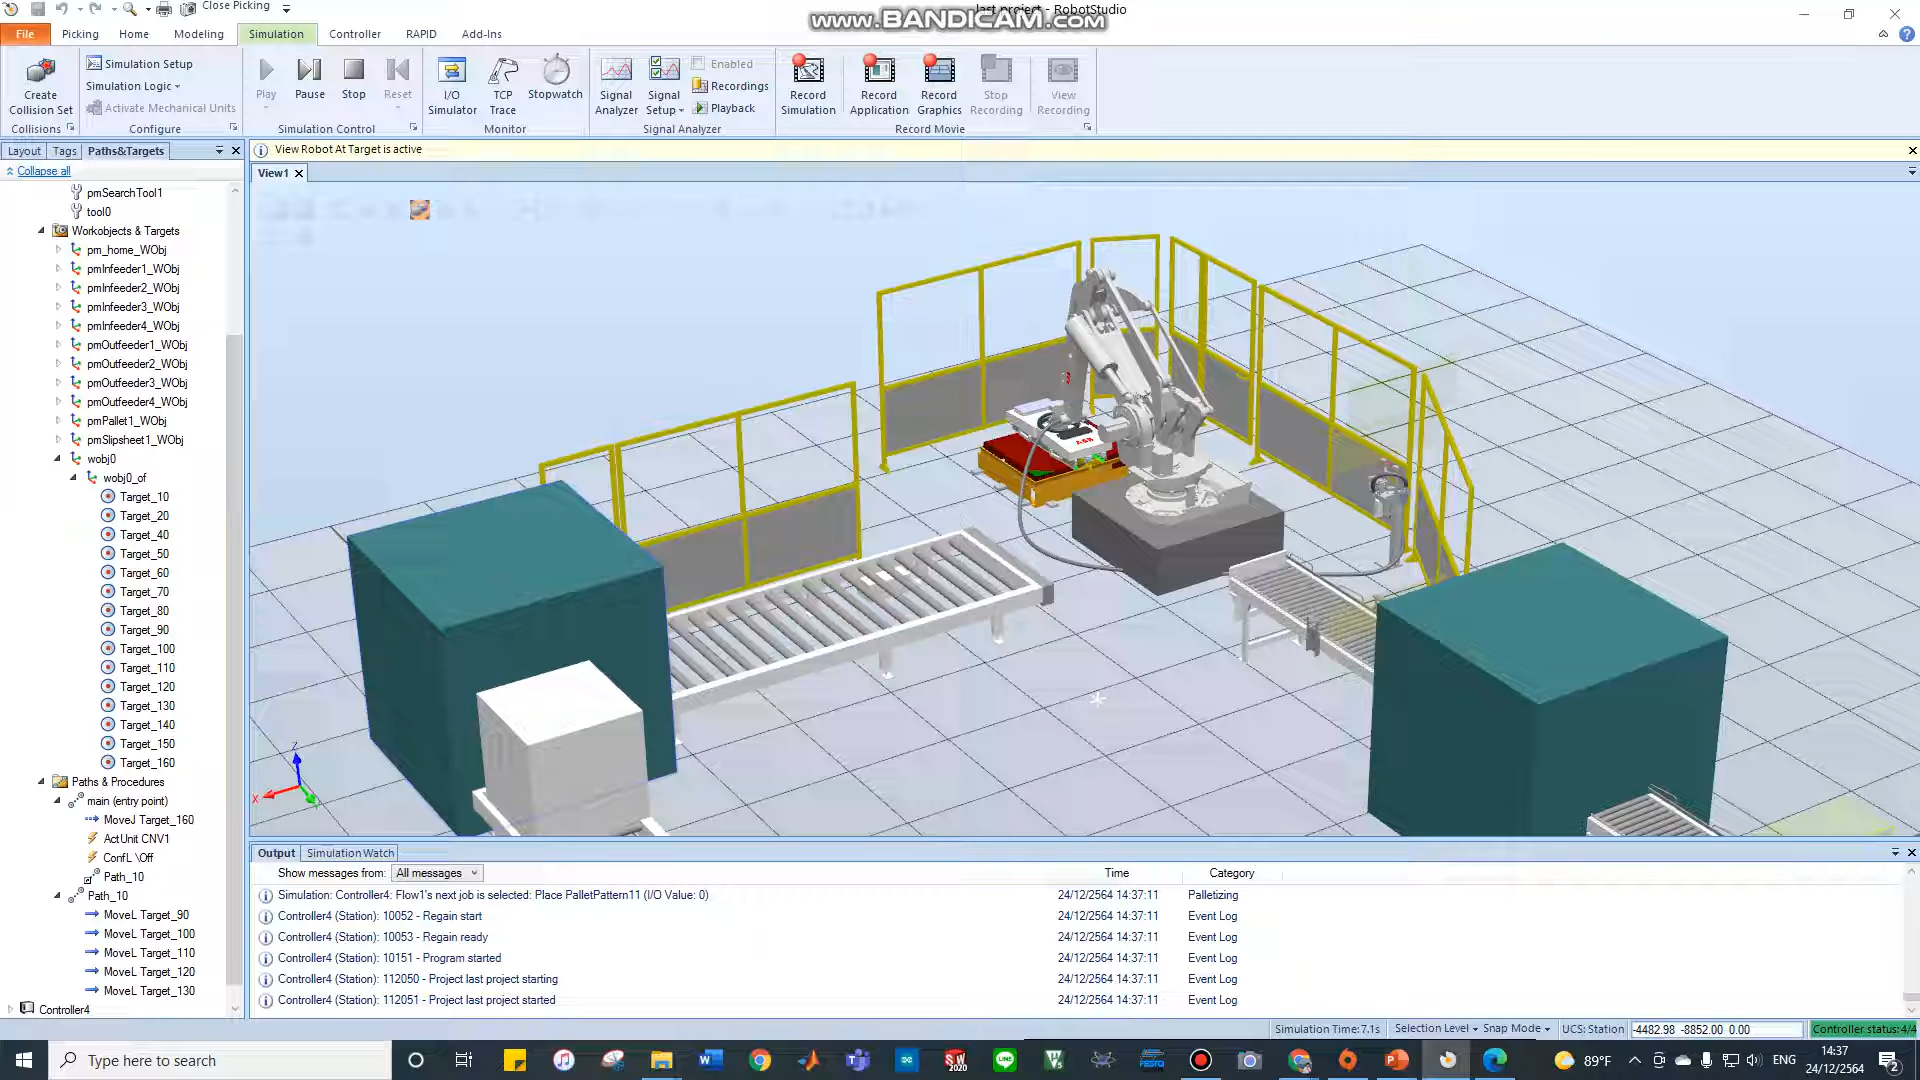 Close Picking
last project - RobotStudio
www.BANDICAM.com
File
Picking
Home
Modeling
Simulation
Controller
RAPID
Add-Ins
Create
Collision Set
Collisions
Simulation Setup
Simulation Logic
Activate Mechanical Units
Configure
Play
Pause
Stop
Reset
Simulation Control
I/O
Simulator
TCP
Trace
Stopwatch
Monitor
Signal
Analyzer
Signal
Setup
Enabled
Recordings
Playback
Signal Analyzer
Record
Simulation
Record
Application
Record
Graphics
Stop
Recording
View
Recording
Record Movie
Layout
Tags
Paths&Targets
View Robot At Target is active
Collapse all
View1
pmSearchTool1
tool0
Workobjects & Targets
pm_home_WObj
pmInfeeder1_WObj
pmInfeeder2_WObj
pmInfeeder3_WObj
pmInfeeder4_WObj
pmOutfeeder1_WObj
pmOutfeeder2_WObj
pmOutfeeder3_WObj
pmOutfeeder4_WObj
pmPallet1_WObj
pmSlipsheet1_WObj
wobj0
wobj0_of
Target_10
Target_20
Target_40
Target_50
Target_60
Target_70
Target_80
Target_90
Target_100
Target_110
Target_120
Target_130
Target_140
Target_150
Target_160
Paths & Procedures
main (entry point)
MoveJ Target_160
ActUnit CNV1
ConfL \Off
Path_10
Path_10
MoveL Target_90
MoveL Target_100
MoveL Target_110
MoveL Target_120
MoveL Target_130
Controller4
ABB
Z
X
Output
Simulation Watch
Show messages from:
All messages
Time
Category
Simulation: Controller4: Flow1's next job is selected: Place PalletPattern11 (I/O Value: 0)
24/12/2564 14:37:11
Palletizing
Controller4 (Station): 10052 - Regain start
24/12/2564 14:37:11
Event Log
Controller4 (Station): 10053 - Regain ready
24/12/2564 14:37:11
Event Log
Controller4 (Station): 10151 - Program started
24/12/2564 14:37:11
Event Log
Controller4 (Station): 112050 - Project last project starting
24/12/2564 14:37:11
Event Log
Controller4 (Station): 112051 - Project last project started
24/12/2564 14:37:11
Event Log
Simulation Time:7.1s
Selection Level
Snap Mode
UCS: Station
-4482.98 -8852.00 0.00
Controller status:4/4
Type here to search
89°F
ENG
14:37
24/12/2564
2